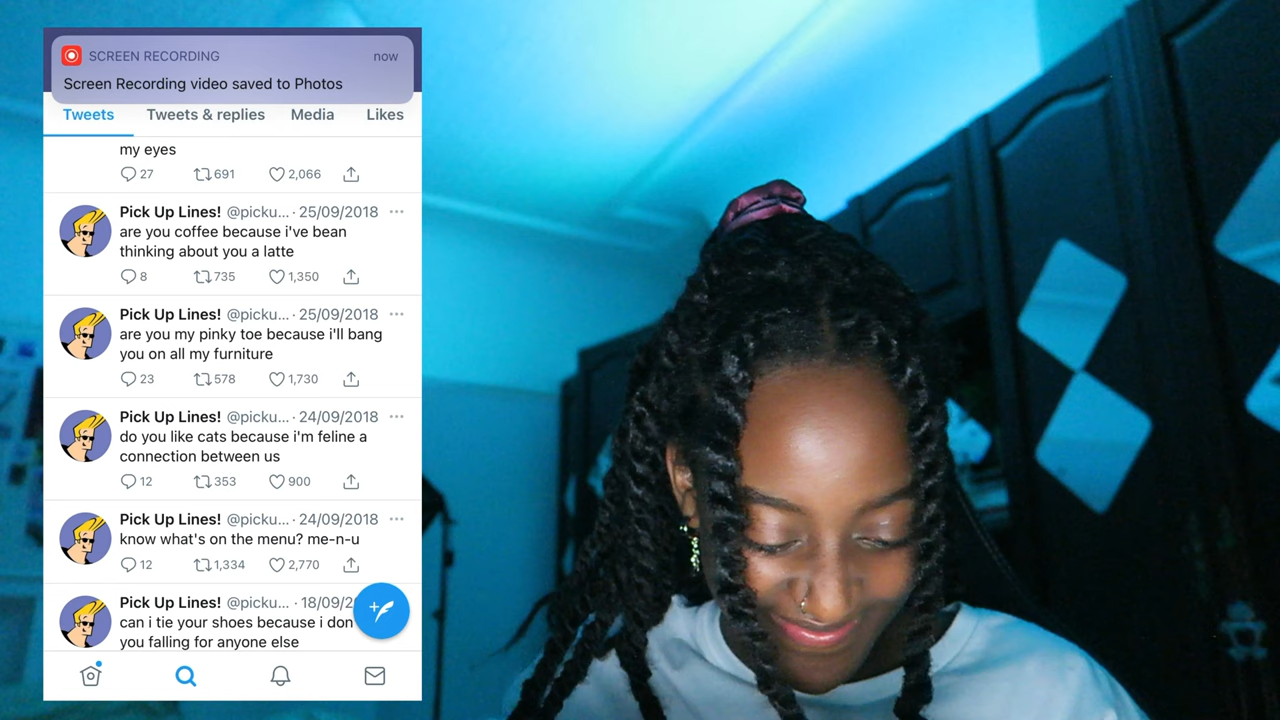 SCREEN RECORDING now
Screen Recording video saved to Photos
Tweets Tweets & replies Media Likes
my eyes
27 691 2,066
Pick Up Lines! @picku... · 25/09/2018
are you coffee because i've bean
thinking about you a latte
8 735 1,350
Pick Up Lines! @picku... · 25/09/2018
are you my pinky toe because i'll bang
you on all my furniture
23 578 1,730
Pick Up Lines! @picku... · 24/09/2018
do you like cats because i'm feline a
connection between us
12 353 900
Pick Up Lines! @picku... · 24/09/2018
know what's on the menu? me-n-u
12 1,334 2,770
Pick Up Lines! @picku... · 18/09/2
can i tie your shoes because i don
you falling for anyone else